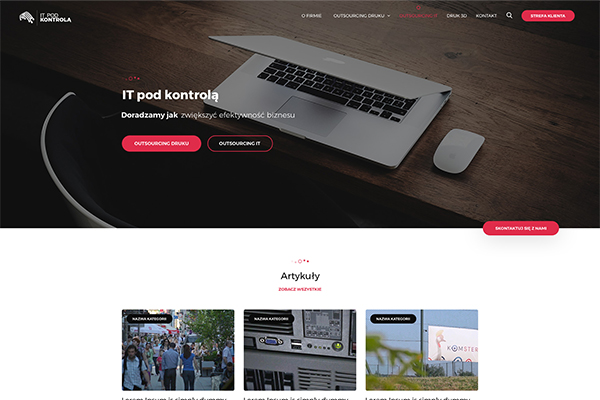 IT POD
KONTROLA
O FIRMIE
OUTSOURCING DRUKU
OUTSOURCING IT
DRUK 3D
KONTAKT
STREFA KLIENTA
IT pod kontrolą
Doradzamy jak zwiększyć efektywność biznesu
OUTSOURCING DRUKU
OUTSOURCING IT
SKONTAKTUJ SIĘ Z NAMI
Artykuły
ZOBACZ WSZYSTKIE
NAZWA KATEGORII
NAZWA KATEGORII
NAZWA KATEGORII
KOMSTER
Lorem Ipsum is simply dummy
Lorem Ipsum is simply dummy
Lorem Ipsum is simply dummy